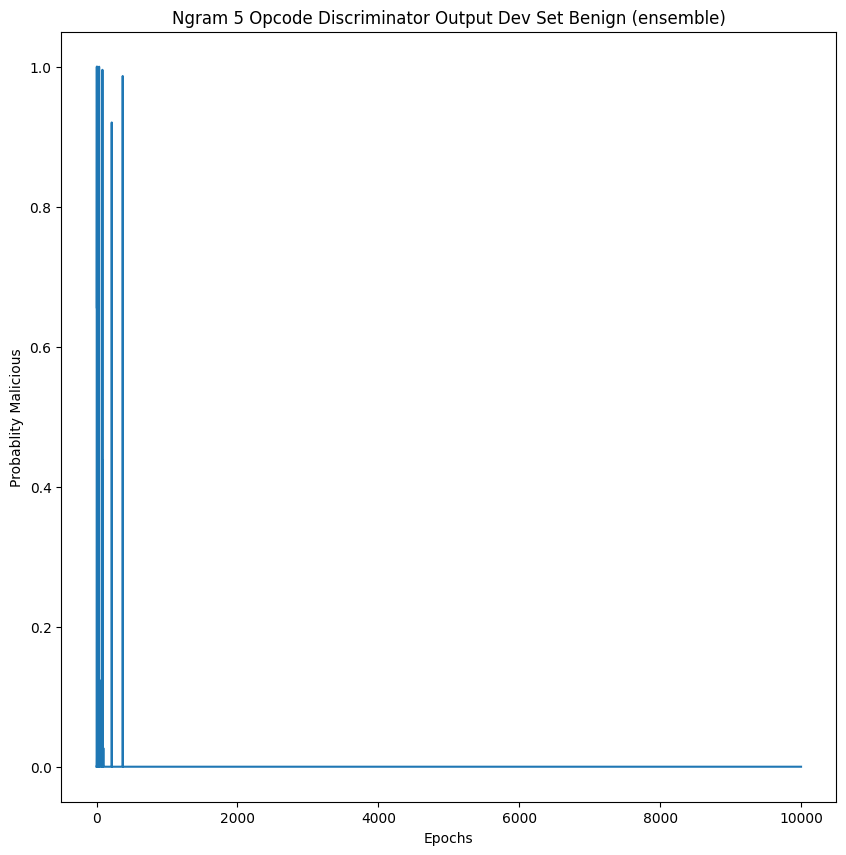 Ngram 5 Opcode Discriminator Output Dev Set Benign (ensemble)
1.0
0.8
0.6
0.4
0.2
0.0
Probablity Malicious
0 2000 4000 6000 8000 10000
Epochs